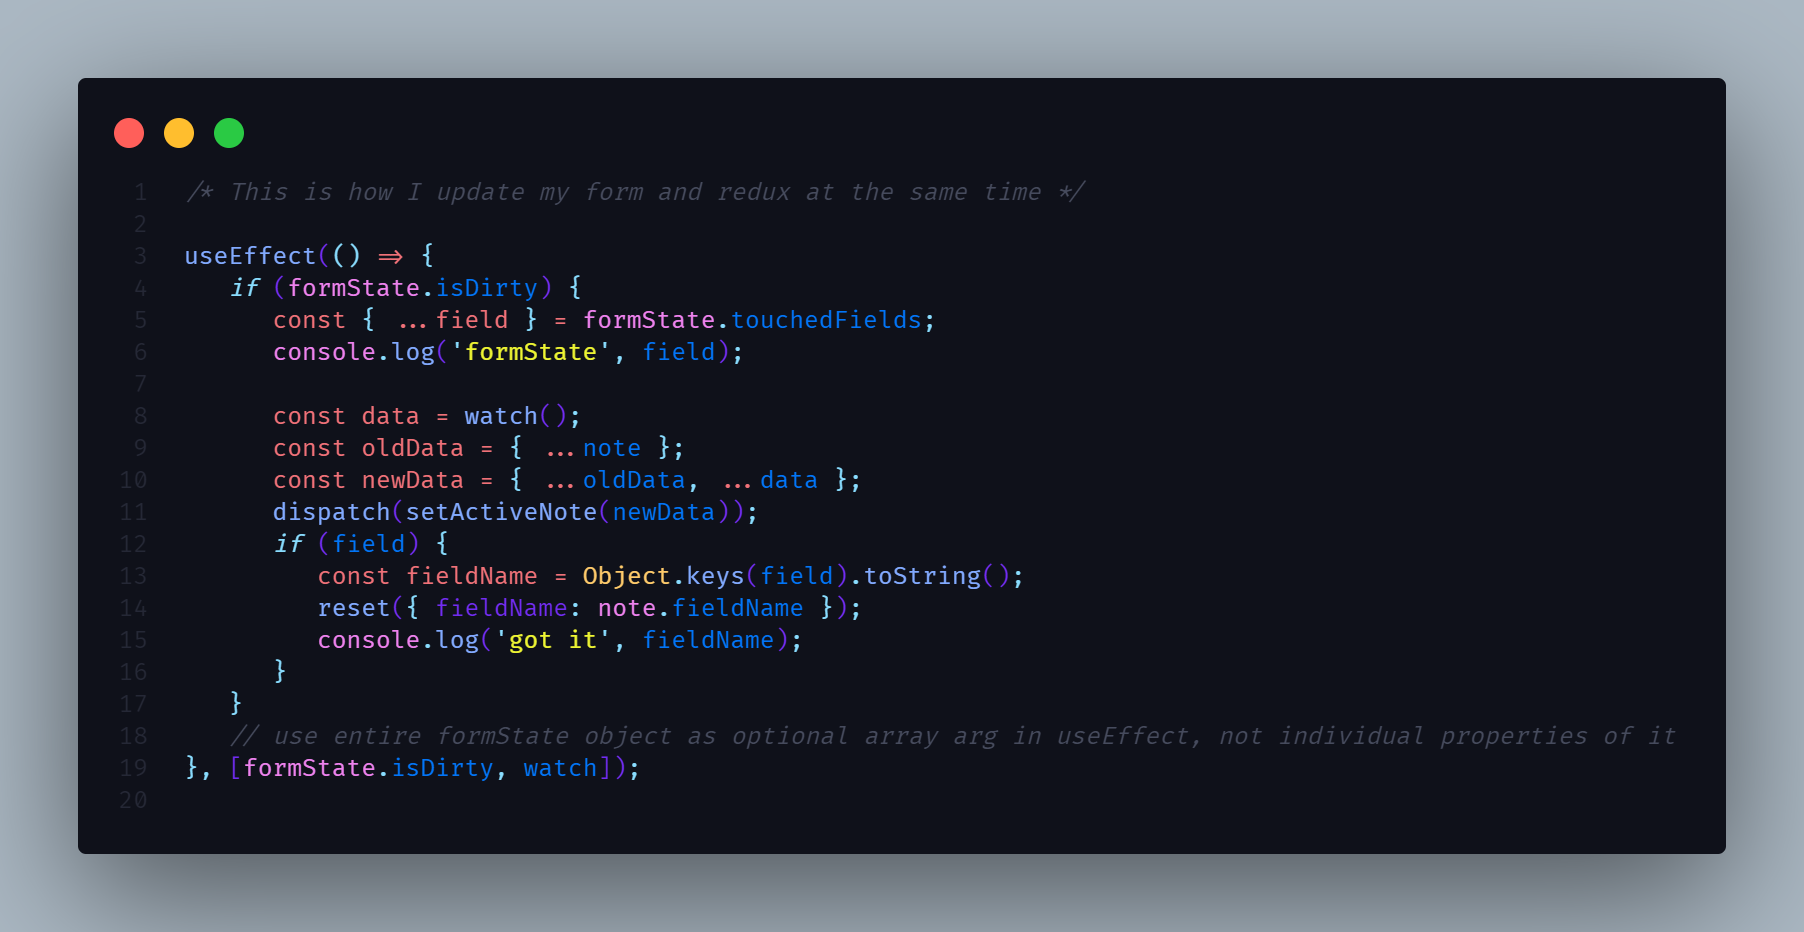 1 /* This is how I update my form and redux at the same time */
2
3 useEffect(() => {
4 if (formState.isDirty) {
5 const { ...field } = formState.touchedFields;
6 console.log('formState', field);
7
8 const data = watch();
9 const oldData = { ...note };
10 const newData = { ...oldData, ...data };
11 dispatch(setActiveNote(newData));
12 if (field) {
13 const fieldName = Object.keys(field).toString();
14 reset({ fieldName: note.fieldName });
15 console.log('got it', fieldName);
16 }
17 }
18 // use entire formState object as optional array arg in useEffect, not individual properties of it
19 }, [formState.isDirty, watch]);
20